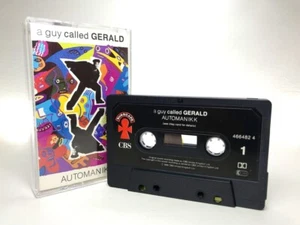 a guy called GERALD
AUTOMANIKK
a guy called GERALD
AUTOMANIKK
466482 4
1
CBS